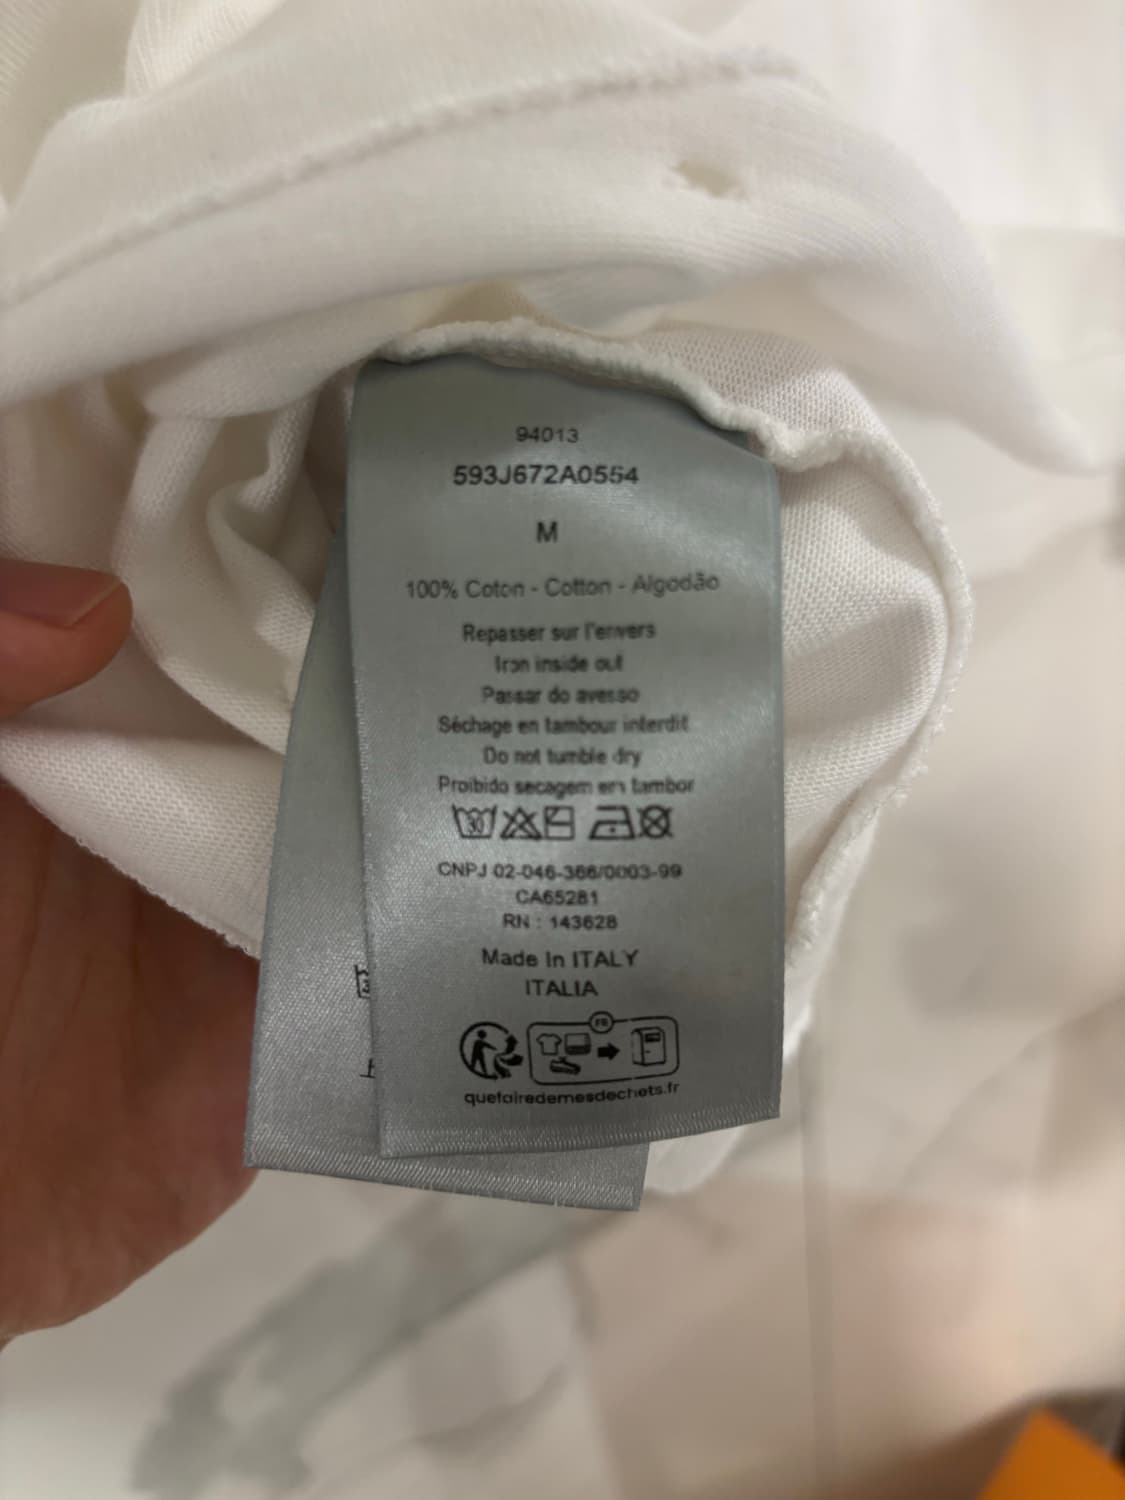 94013
593J672A0554
M
100% Coton - Cotton - Algodão
Repasser sur l'envers
Iron inside out
Passar do avesso
Séchage en tambour interdit
Do not tumble dry
Proibido secagem em tambor
30
CNPJ 02-046-366/0003-99
CA65281
RN : 143628
Made In ITALY
ITALIA
FR
quefairedemesdechets.fr